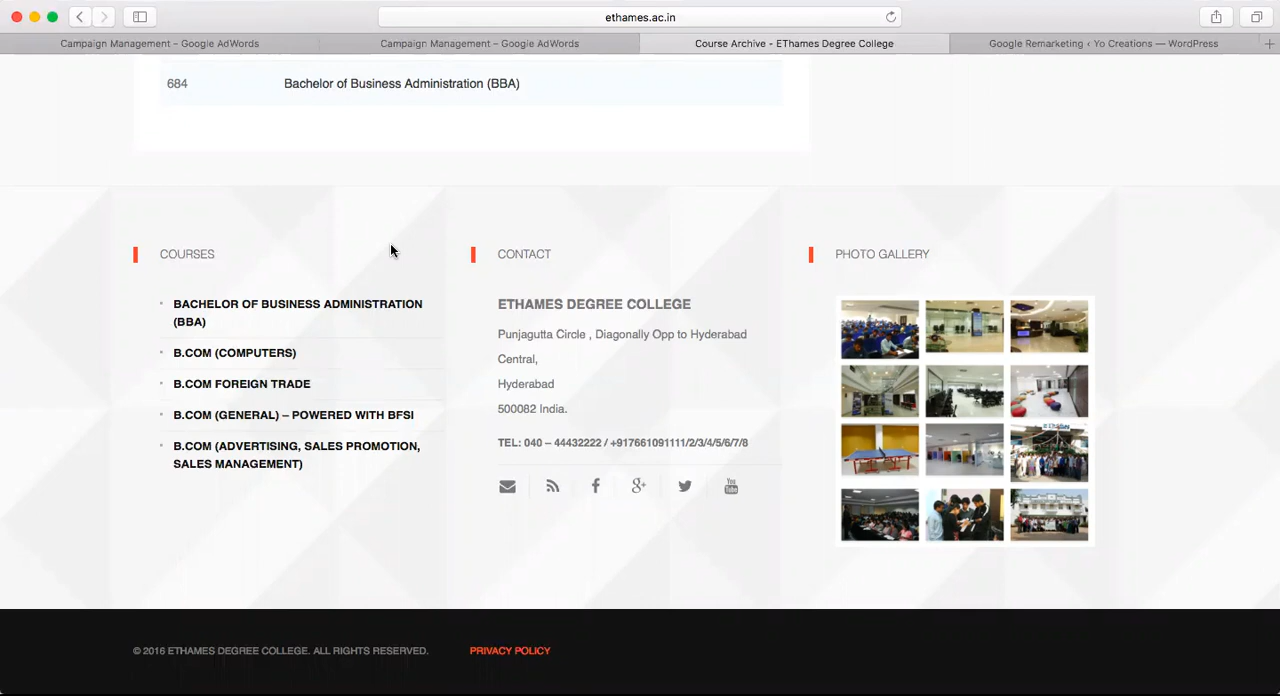 ethames.ac.in
Campaign Management – Google AdWords
Campaign Management – Google AdWords
Course Archive - EThames Degree College
Google Remarketing ‹ Yo Creations — WordPress
684 Bachelor of Business Administration (BBA)
COURSES
BACHELOR OF BUSINESS ADMINISTRATION
(BBA)
B.COM (COMPUTERS)
B.COM FOREIGN TRADE
B.COM (GENERAL) – POWERED WITH BFSI
B.COM (ADVERTISING, SALES PROMOTION,
SALES MANAGEMENT)
CONTACT
ETHAMES DEGREE COLLEGE
Punjagutta Circle , Diagonally Opp to Hyderabad
Central,
Hyderabad
500082 India.
TEL: 040 – 44432222 / +917661091111/2/3/4/5/6/7/8
PHOTO GALLERY
© 2016 ETHAMES DEGREE COLLEGE. ALL RIGHTS RESERVED.
PRIVACY POLICY